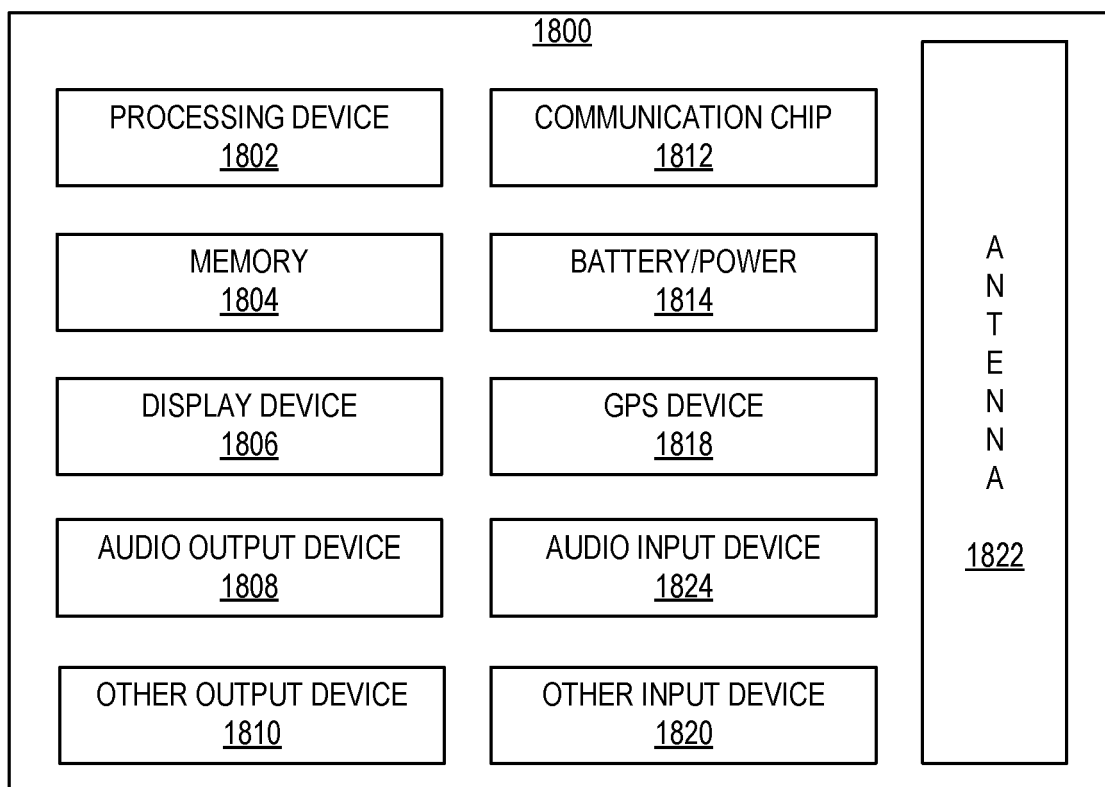 1800
PROCESSING DEVICE
1802
COMMUNICATION CHIP
1812
MEMORY
1804
BATTERY/POWER
1814
DISPLAY DEVICE
1806
GPS DEVICE
1818
AUDIO OUTPUT DEVICE
1808
AUDIO INPUT DEVICE
1824
OTHER OUTPUT DEVICE
1810
OTHER INPUT DEVICE
1820
A
N
T
E
N
N
A
1822